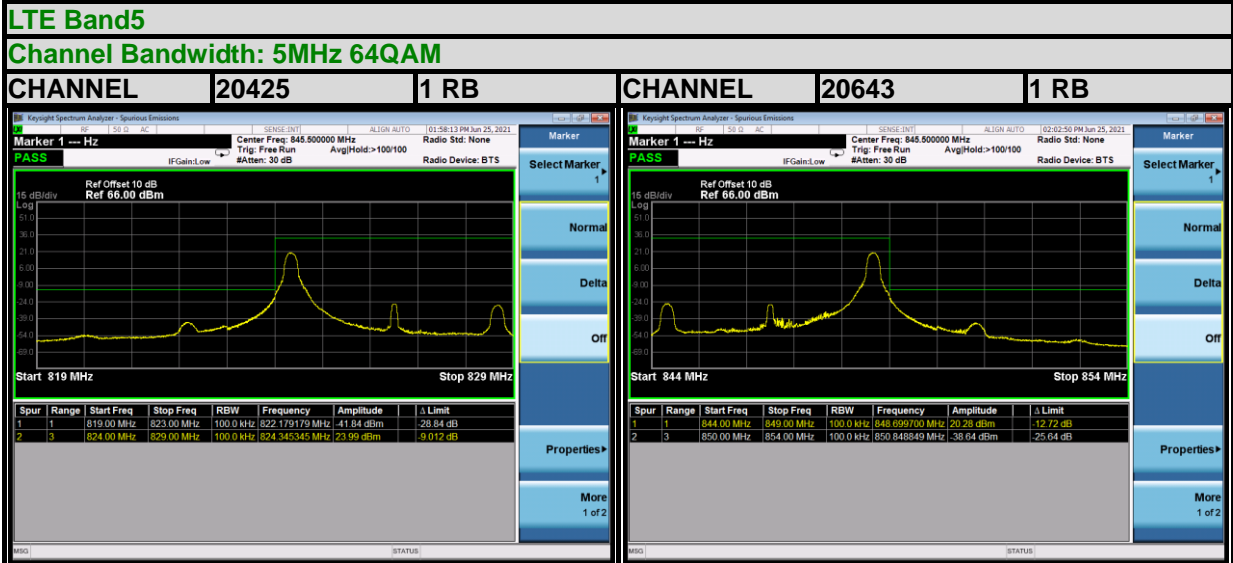 LTE Band5
Channel Bandwidth: 5MHz 64QAM
CHANNEL 20425 1 RB CHANNEL 20643 1 RB
Keysight Spectrum Analyzer - Spurious Emissions
RF 50 Ω AC SENSE:INT ALIGN AUTO 01:58:13 PM Jun 25, 2021
Marker 1 --- Hz
Center Freq: 845.500000 MHz
Radio Std: None
Trig: Free Run Avg|Hold:>100/100
PASS
IFGain:Low
#Atten: 30 dB
Radio Device: BTS
Ref Offset 10 dB
15 dB/div Ref 66.00 dBm
Log
51.0
36.0
21.0
6.00
-9.00
-24.0
-39.0
-54.0
-69.0
Start 819 MHz Stop 829 MHz
Spur Range Start Freq Stop Freq RBW Frequency Amplitude Δ Limit
1 1 819.00 MHz 823.00 MHz 100.0 kHz 822.179179 MHz -41.84 dBm -28.84 dB
2 3 824.00 MHz 829.00 MHz 100.0 kHz 824.345345 MHz 23.99 dBm -9.012 dB
MSG STATUS
Marker
Select Marker
1
Normal
Delta
Off
Properties
More
1 of 2
Keysight Spectrum Analyzer - Spurious Emissions
RF 50 Ω AC SENSE:INT ALIGN AUTO 02:02:50 PM Jun 25, 2021
Marker 1 --- Hz
Center Freq: 845.500000 MHz
Radio Std: None
Trig: Free Run Avg|Hold:>100/100
PASS
IFGain:Low
#Atten: 30 dB
Radio Device: BTS
Ref Offset 10 dB
15 dB/div Ref 66.00 dBm
Log
51.0
36.0
21.0
6.00
-9.00
-24.0
-39.0
-54.0
-69.0
Start 844 MHz Stop 854 MHz
Spur Range Start Freq Stop Freq RBW Frequency Amplitude Δ Limit
1 1 844.00 MHz 849.00 MHz 100.0 kHz 848.699700 MHz 20.28 dBm -12.72 dB
2 3 850.00 MHz 854.00 MHz 100.0 kHz 850.848849 MHz -38.64 dBm -25.64 dB
MSG STATUS
Marker
Select Marker
1
Normal
Delta
Off
Properties
More
1 of 2